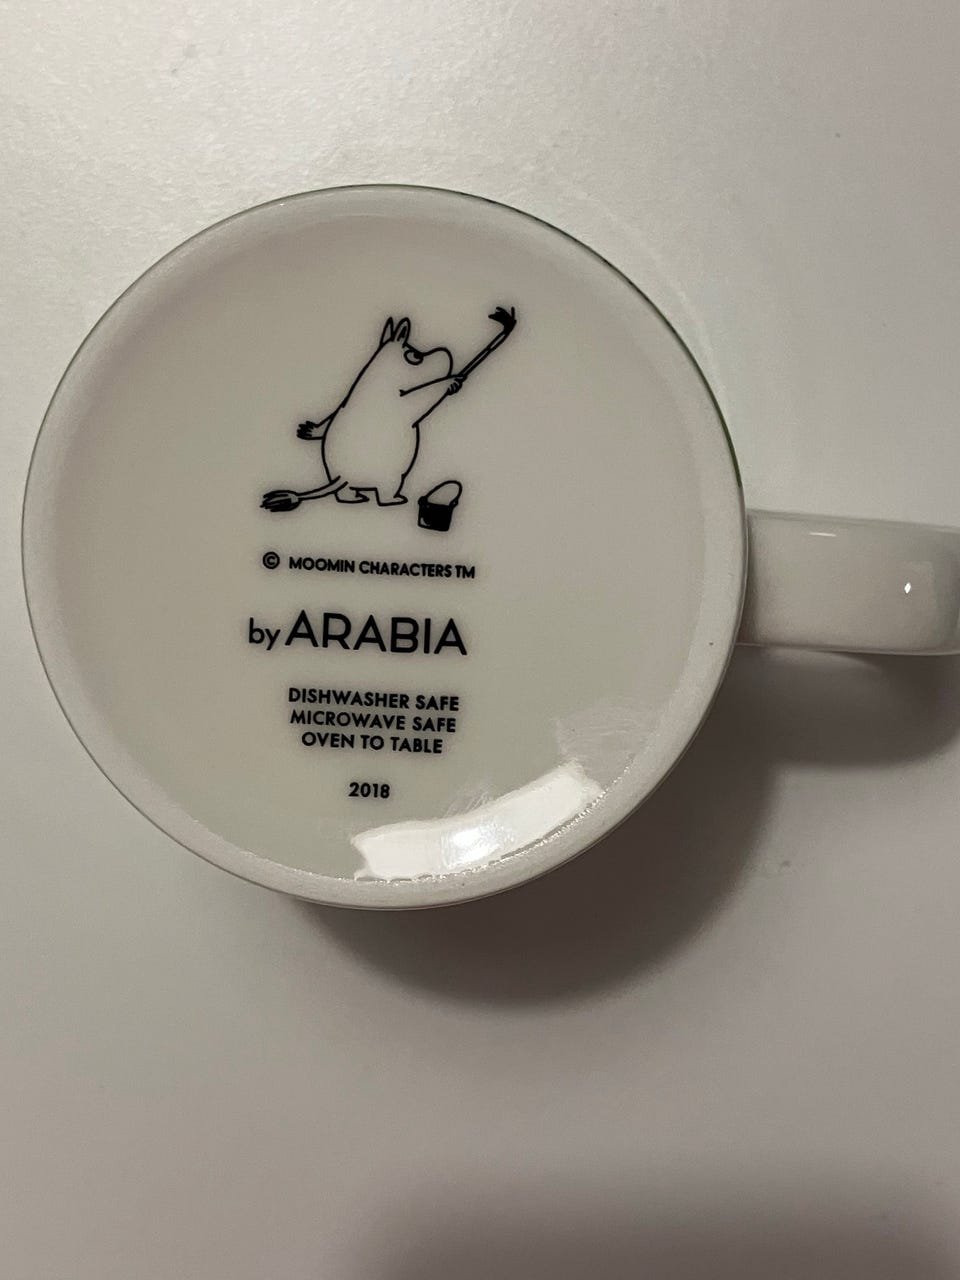 © MOOMIN CHARACTERS TM
by ARABIA
DISHWASHER SAFE
MICROWAVE SAFE
OVEN TO TABLE
2018